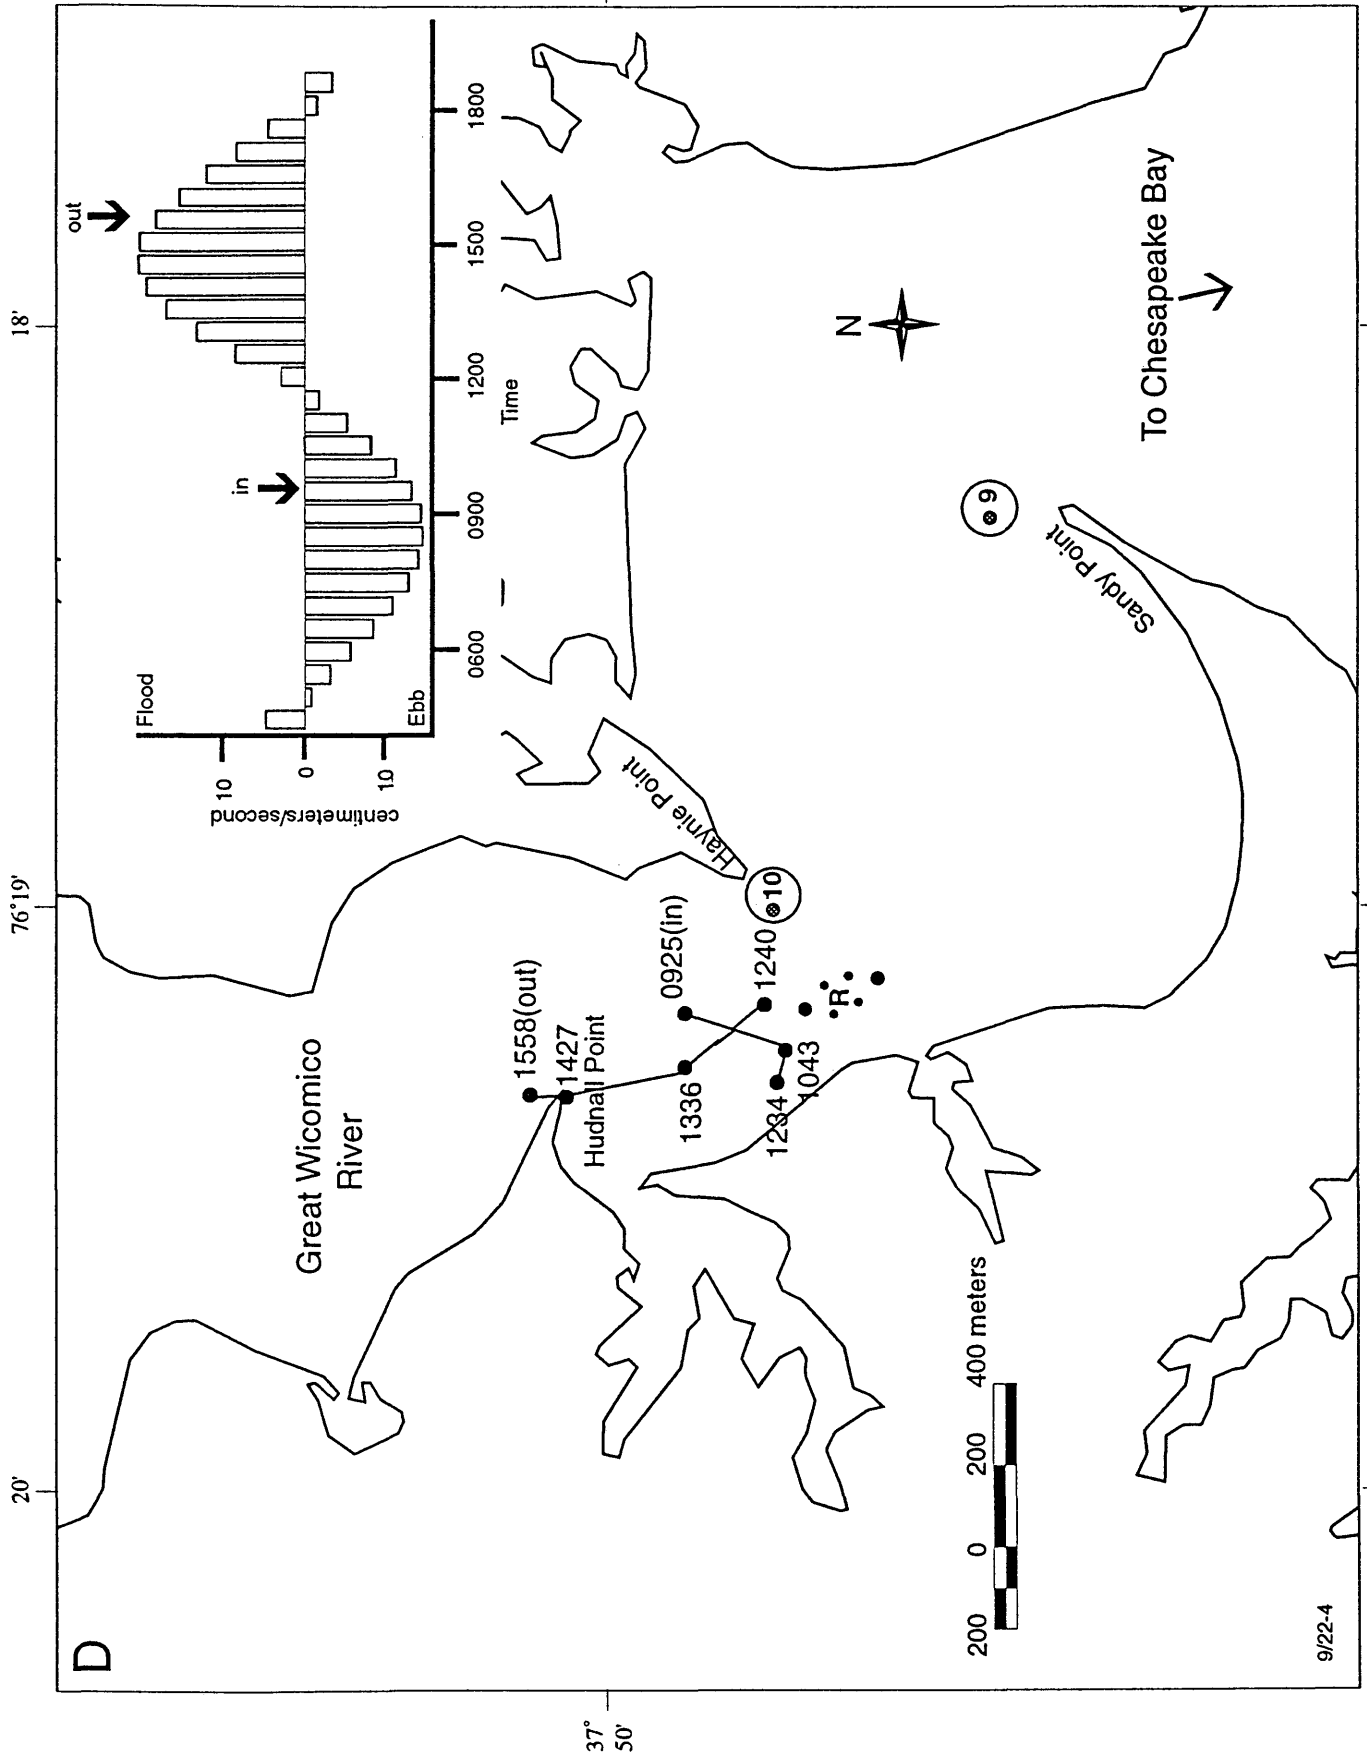 D
20'
76°19'
18'
37°
50'
Great Wicomico
River
Flood
Ebb
10
0
10
centimeters/second
in
out
0600
0900
1200
1500
1800
Time
1558(out)
1427
Hudnall Point
1336
0925(in)
1240
1234
1043
R
Haynie Point
10
N
9
Sandy Point
To Chesapeake Bay
200
0
200
400 meters
9/22-4